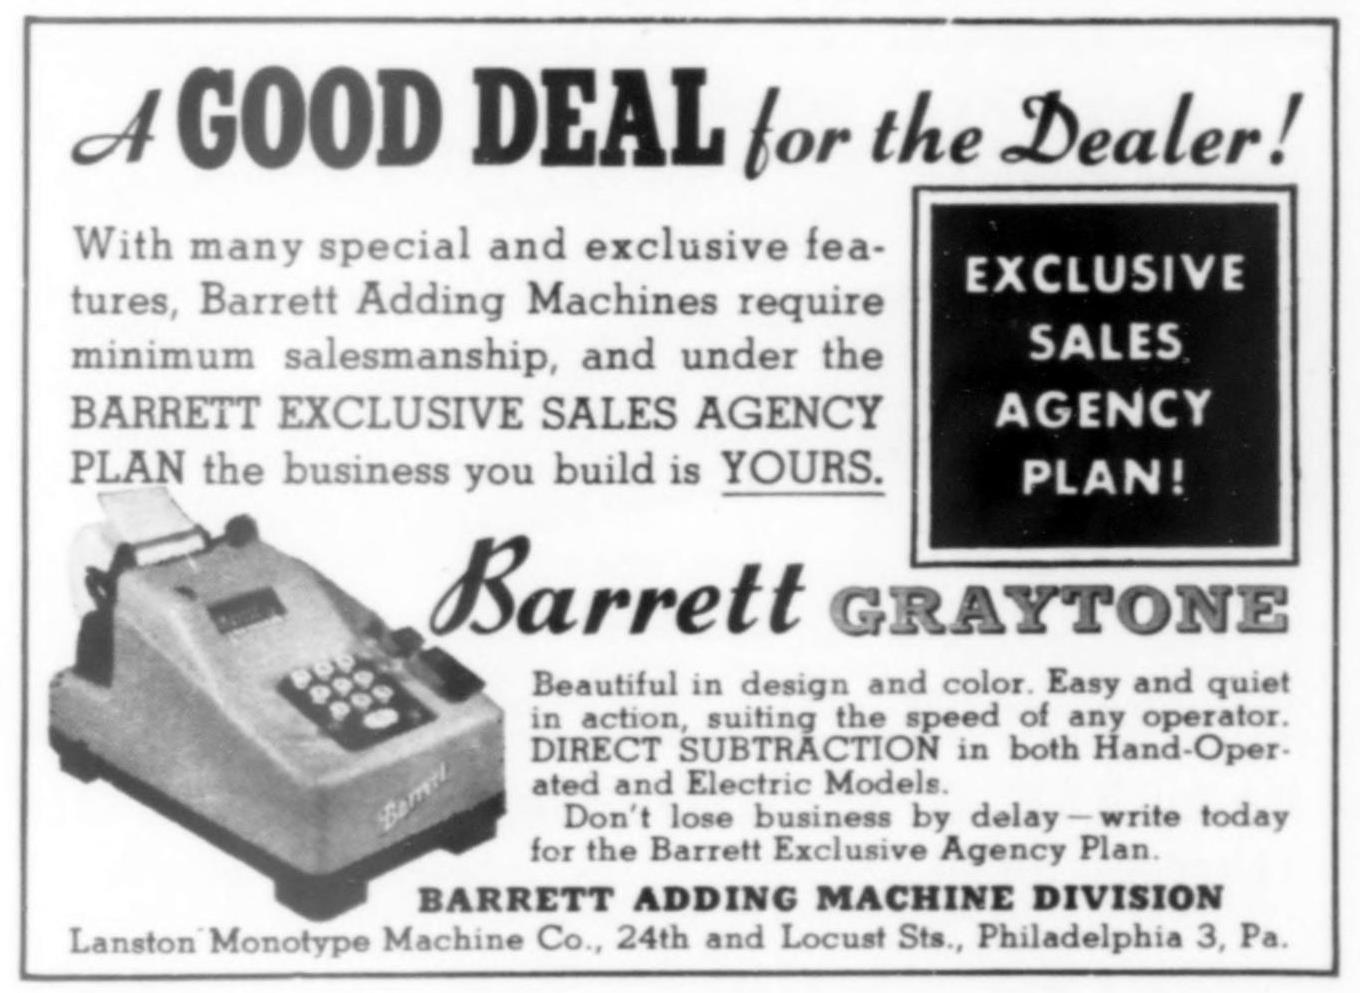 A GOOD DEAL for the Dealer!
With many special and exclusive fea-
tures, Barrett Adding Machines require
minimum salesmanship, and under the
BARRETT EXCLUSIVE SALES AGENCY
PLAN the business you build is YOURS.
EXCLUSIVE
SALES
AGENCY
PLAN!
Barrett GRAYTONE
Beautiful in design and color. Easy and quiet
in action, suiting the speed of any operator.
DIRECT SUBTRACTION in both Hand-Oper-
ated and Electric Models.
Don't lose business by delay—write today
for the Barrett Exclusive Agency Plan.
Barrett
BARRETT ADDING MACHINE DIVISION
Lanston Monotype Machine Co., 24th and Locust Sts., Philadelphia 3, Pa.